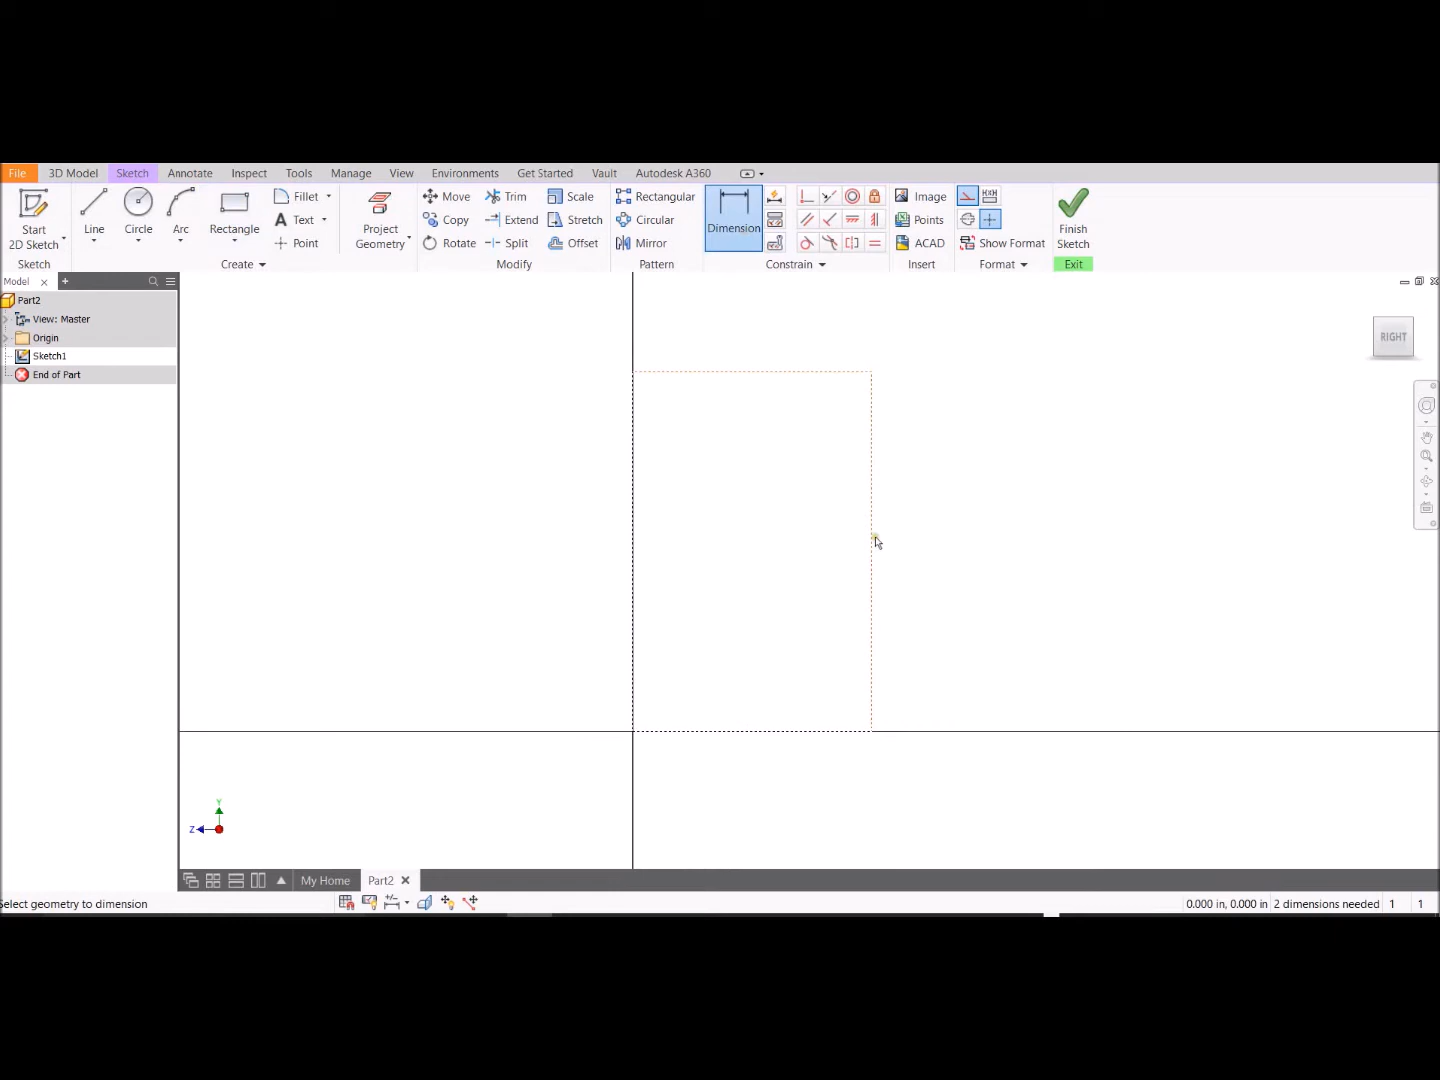 File 3D Model Sketch Annotate Inspect Tools Manage View Environments Get Started Vault Autodesk A360
Start
2D Sketch
Line
Circle
Arc
Rectangle
Fillet
Text
Point
Project
Geometry
Move
Copy
Rotate
Trim
Extend
Split
Scale
Stretch
Offset
Rectangular
Circular
Mirror
Dimension
Image
Points
ACAD
Show Format
Finish
Sketch
Sketch Create Modify Pattern Constrain Insert Format Exit
Model
Part2
View: Master
Origin
Sketch1
End of Part
RIGHT
Y
Z
My Home Part2
Select geometry to dimension 0.000 in, 0.000 in 2 dimensions needed 1 1